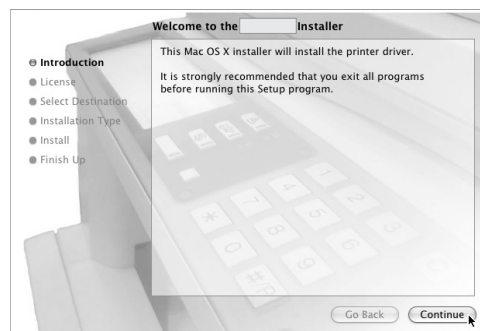 Welcome to the Installer
Introduction
License
Select Destination
Installation Type
Install
Finish Up
This Mac OS X installer will install the printer driver.
It is strongly recommended that you exit all programs
before running this Setup program.
Go Back
Continue